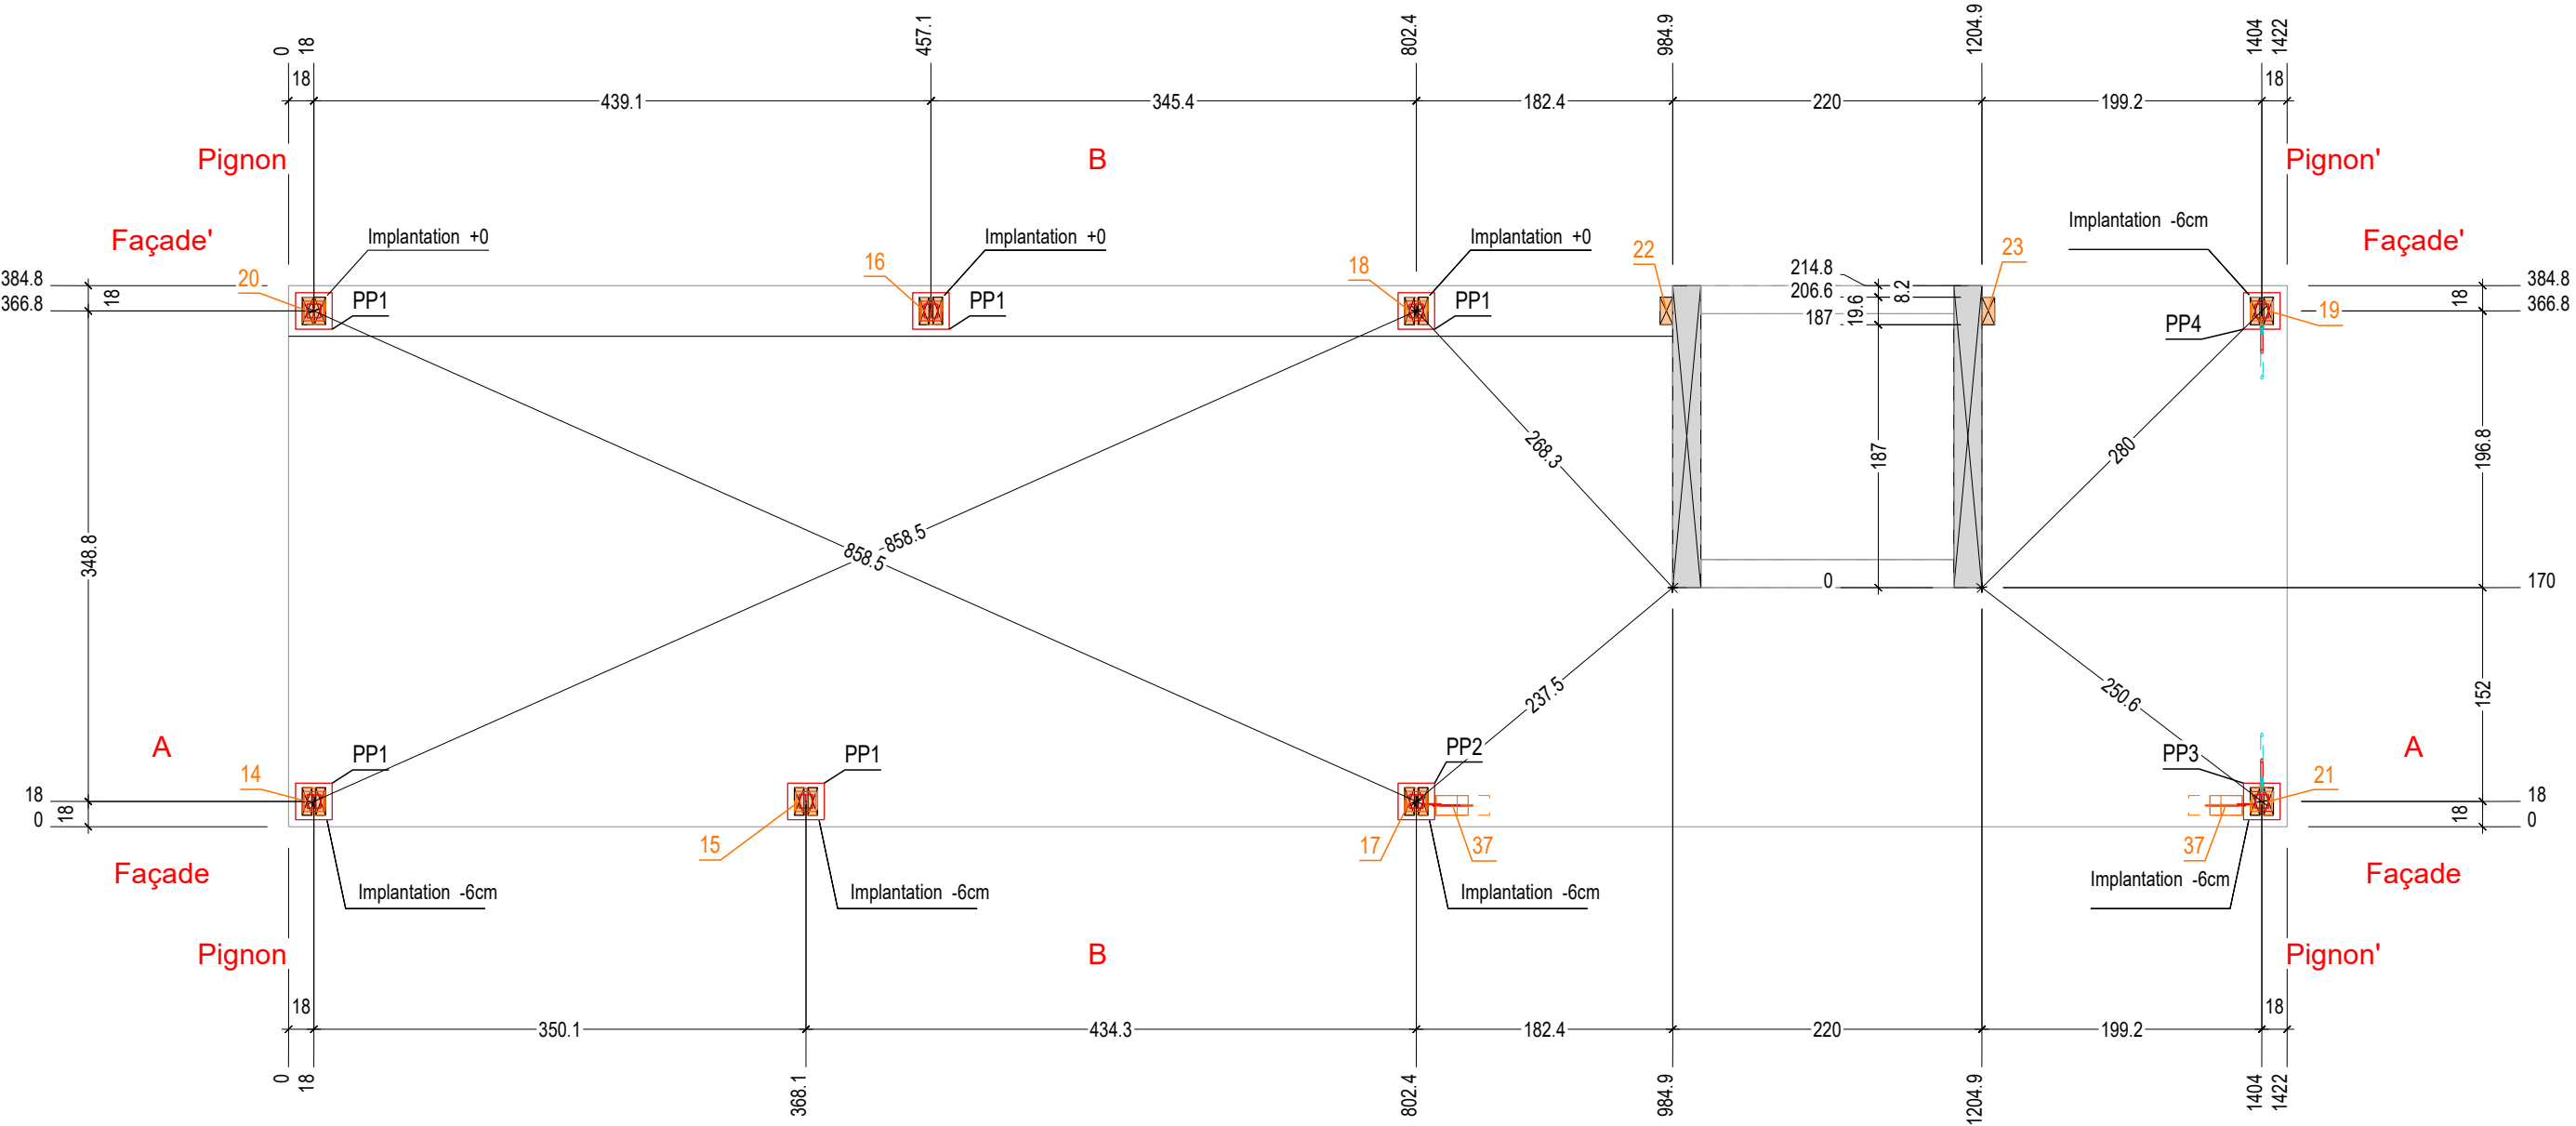 0
18
457.1
802.4
984.9
1204.9
1404
1422
18
439.1
345.4
182.4
220
199.2
18
Pignon
B
Pignon'
Façade'
Implantation +0
Implantation +0
Implantation +0
Implantation -6cm
Façade'
384.8
366.8
18
20
PP1
16
PP1
18
PP1
22
214.8
206.6
187
8.2
19.6
23
PP4
19
18
384.8
366.8
268.3
187
280
196.8
348.8
858.5
858.5
0
170
237.5
250.6
152
A
14
PP1
PP1
PP2
PP3
21
A
18
0
18
15
17
37
37
18
18
0
Façade
Implantation -6cm
Implantation -6cm
Implantation -6cm
Implantation -6cm
Façade
Pignon
B
Pignon'
18
350.1
434.3
182.4
220
199.2
18
0
18
368.1
802.4
984.9
1204.9
1404
1422